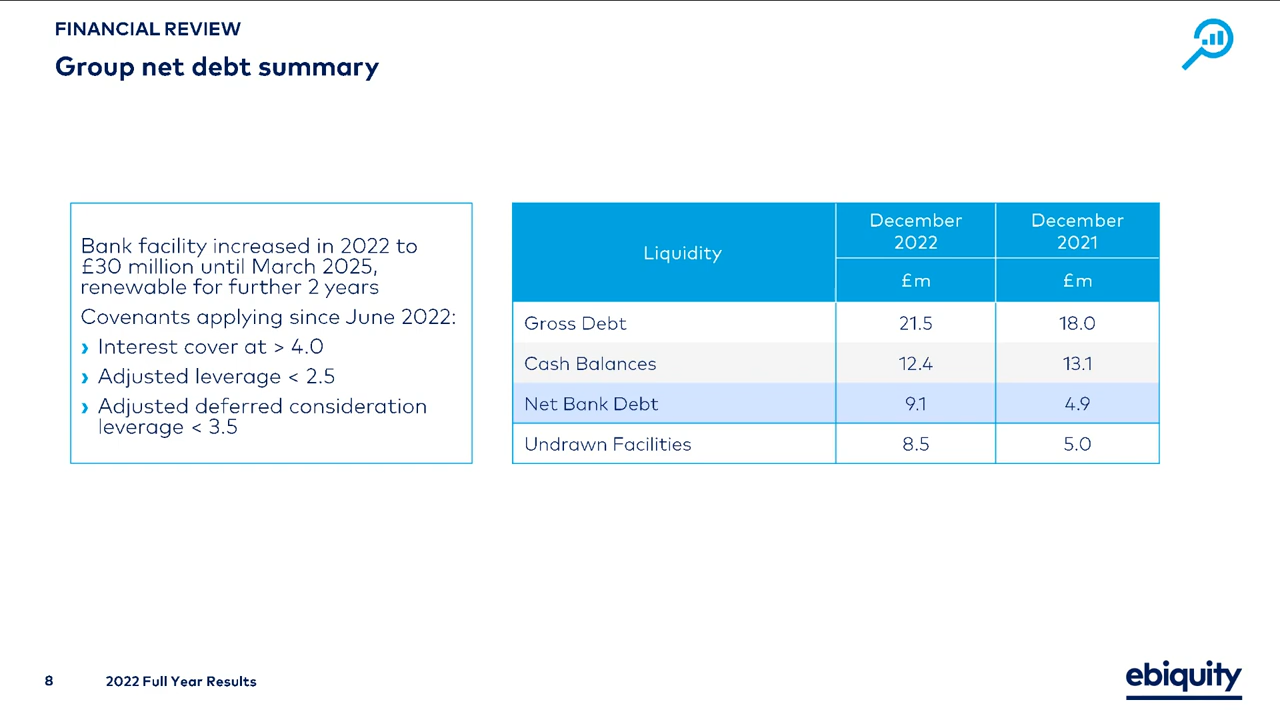 FINANCIAL REVIEW
Group net debt summary
Bank facility increased in 2022 to
£30 million until March 2025,
renewable for further 2 years
Covenants applying since June 2022:
› Interest cover at > 4.0
› Adjusted leverage < 2.5
› Adjusted deferred consideration
leverage < 3.5
Liquidity
December
2022
December
2021
£m
£m
Gross Debt 21.5 18.0
Cash Balances 12.4 13.1
Net Bank Debt 9.1 4.9
Undrawn Facilities 8.5 5.0
8 2022 Full Year Results
ebiquity